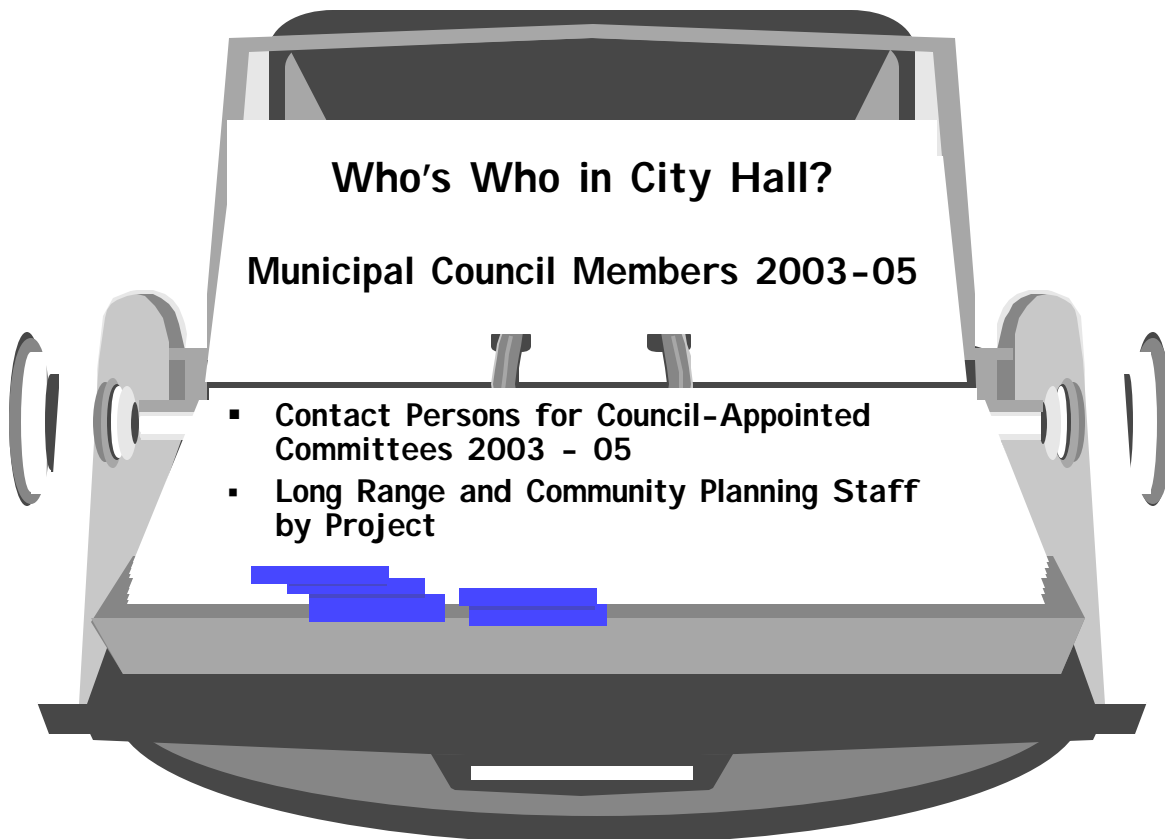 Who's Who in City Hall?
Municipal Council Members 2003-05
▪ Contact Persons for Council-Appointed
Committees 2003 - 05
▪ Long Range and Community Planning Staff
by Project